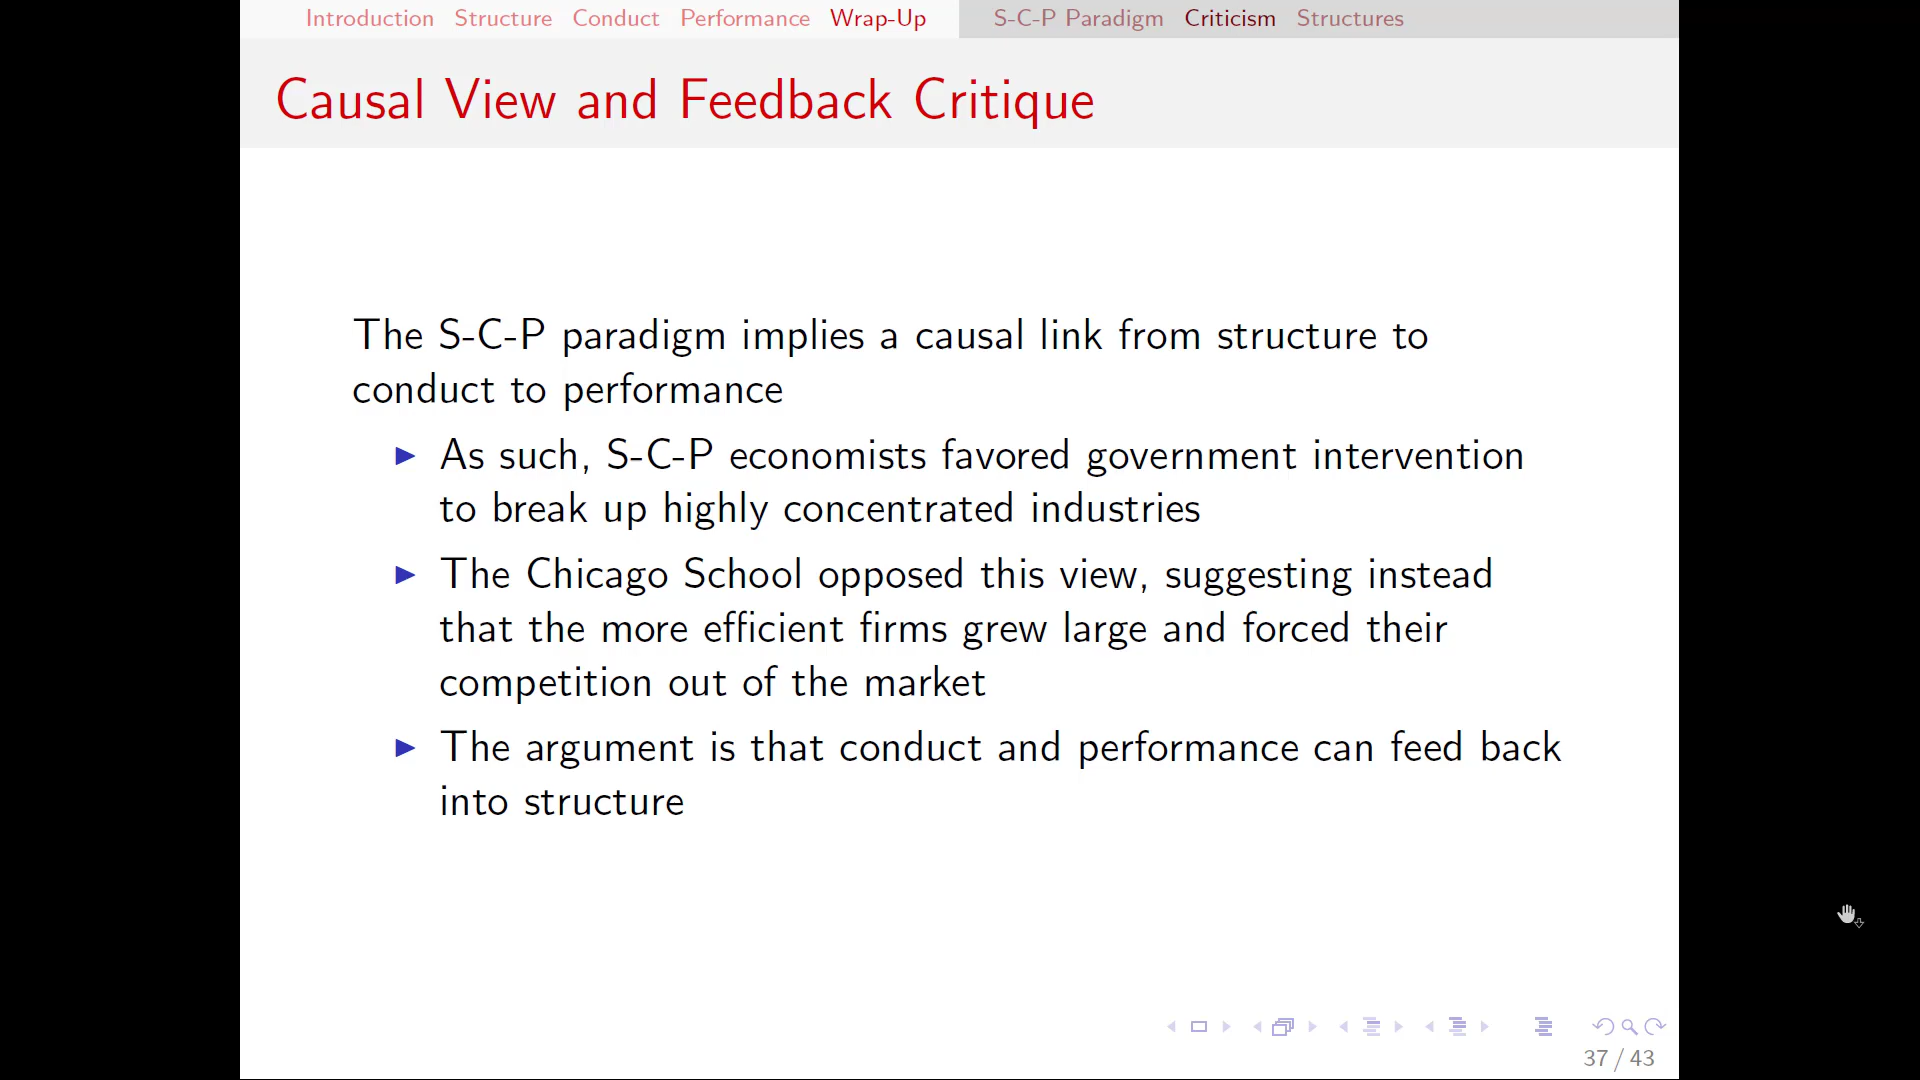 Introduction Structure Conduct Performance Wrap-Up S-C-P Paradigm Criticism Structures
Causal View and Feedback Critique
The S-C-P paradigm implies a causal link from structure to
conduct to performance
As such, S-C-P economists favored government intervention
to break up highly concentrated industries
The Chicago School opposed this view, suggesting instead
that the more efficient firms grew large and forced their
competition out of the market
The argument is that conduct and performance can feed back
into structure
37 / 43